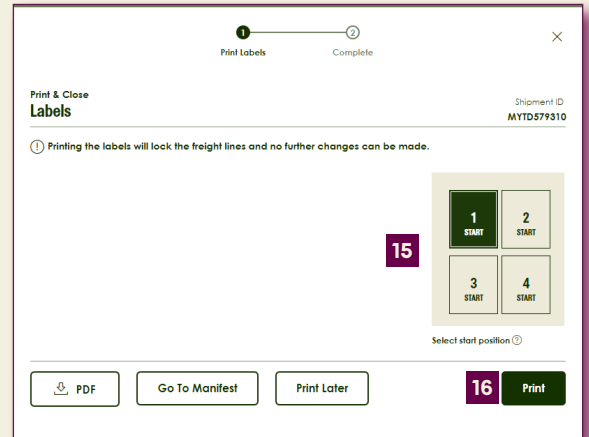 1
2
Print Labels
Complete
Print & Close
Labels
Shipment ID
MYTD579310
! Printing the labels will lock the freight lines and no further changes can be made.
1
START
2
START
15
3
START
4
START
Select start position ?
PDF
Go To Manifest
Print Later
16
Print